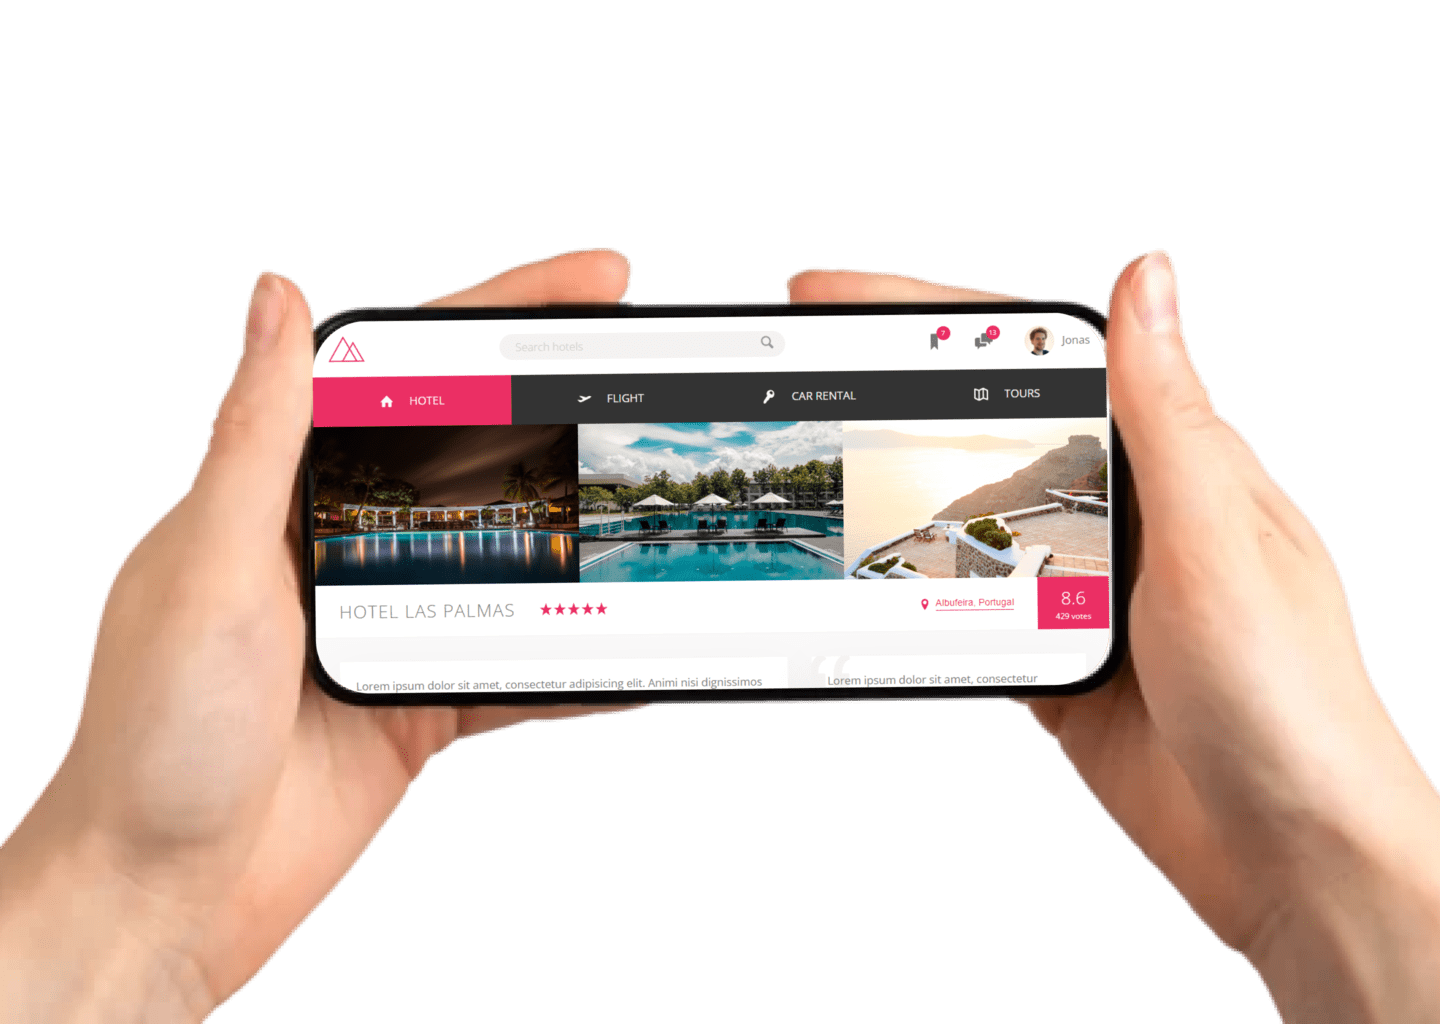 Search hotels
7
13
Jonas
HOTEL
FLIGHT
CAR RENTAL
TOURS
HOTEL LAS PALMAS
★★★★★
Albufeira, Portugal
8.6
429 votes
Lorem ipsum dolor sit amet, consectetur adipisicing elit. Animi nisi dignissimos
“
Lorem ipsum dolor sit amet, consectetur